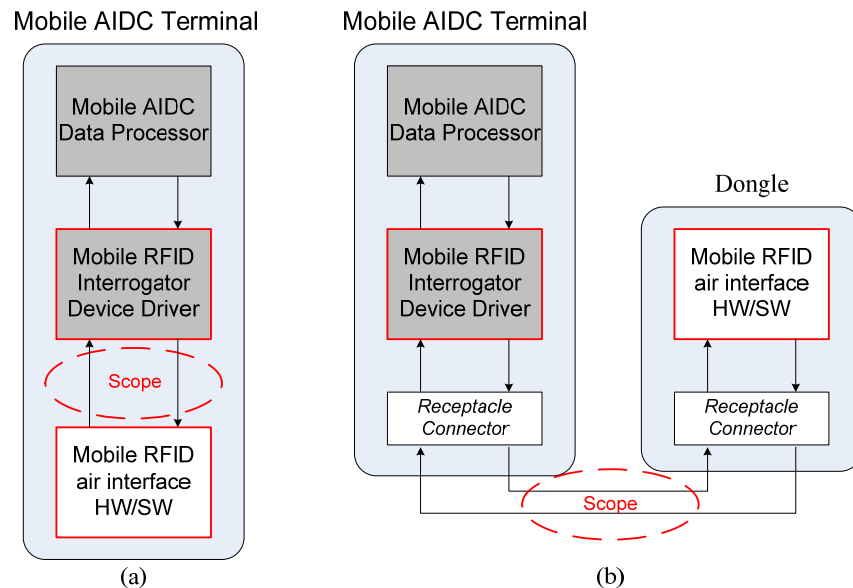 Mobile AIDC Terminal
Mobile AIDC
Data Processor
Mobile RFID
Interrogator
Device Driver
Scope
Mobile RFID
air interface
HW/SW
(a)
Mobile AIDC Terminal
Mobile AIDC
Data Processor
Mobile RFID
Interrogator
Device Driver
Receptacle
Connector
Dongle
Mobile RFID
air interface
HW/SW
Receptacle
Connector
Scope
(b)